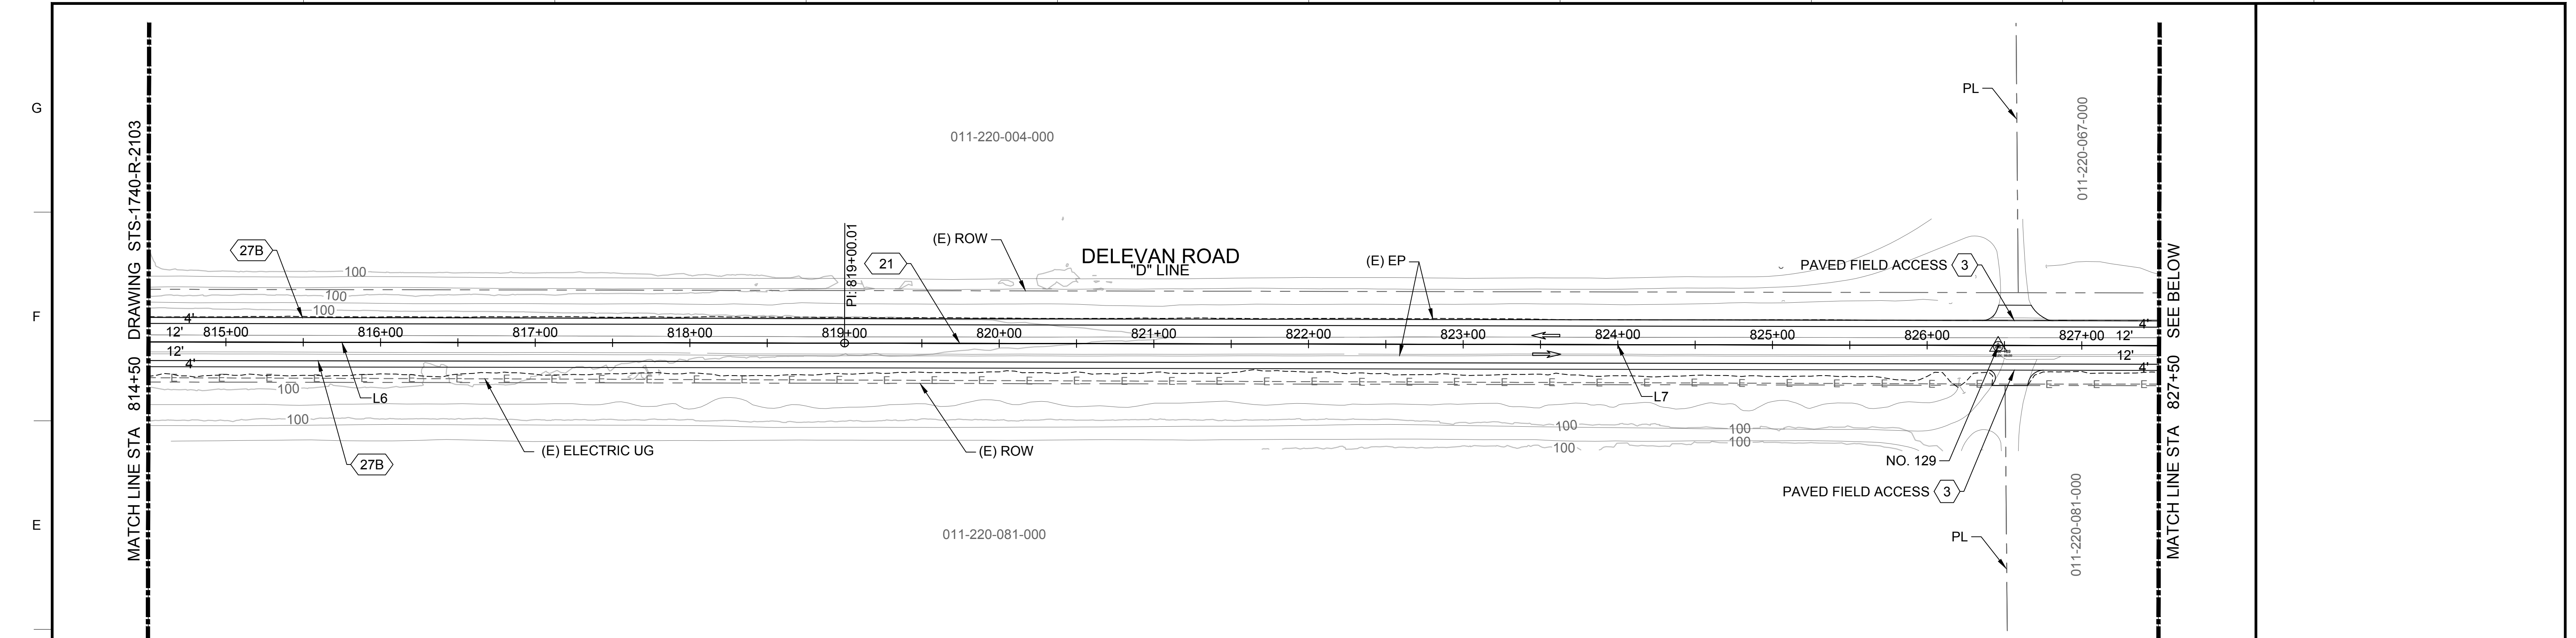 G
F
E
MATCH LINE STA 814+50 DRAWING STS-1740-R-2103
011-220-004-000
PL
011-220-067-000
27B
100
100
100
PI: 819+00.01
21
(E) ROW
DELEVAN ROAD
"D" LINE
(E) EP
PAVED FIELD ACCESS 3
4'
4'
12' 815+00 816+00 817+00 818+00 819+00 820+00 821+00 822+00 823+00 824+00 825+00 826+00 827+00 12'
12'
12'
4'
4'
E E E E E E E E E E E E E E E E E E E E E E E E E E E E E E E E E E E E E E E E E E
100
L6
L7
100
100
100
(E) ELECTRIC UG
(E) ROW
100
100
27B
NO. 129
PAVED FIELD ACCESS 3
011-220-081-000
PL
011-220-081-000
MATCH LINE STA 827+50 SEE BELOW